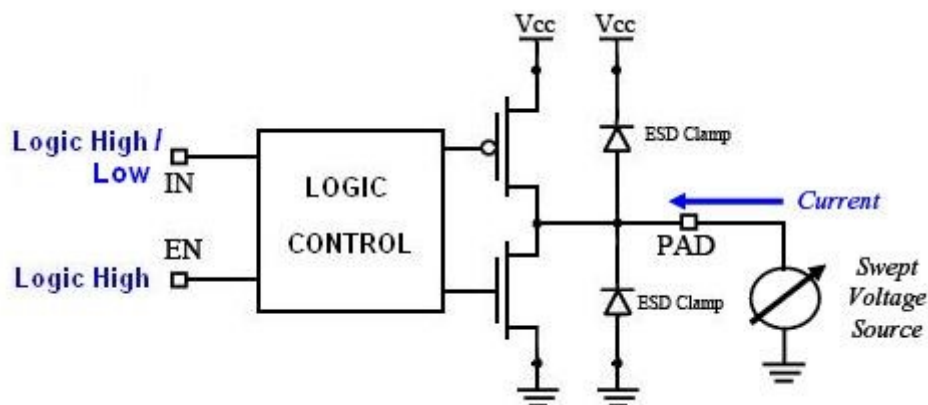 Vcc
Vcc
Logic High /
Low
IN
LOGIC
CONTROL
ESD Clamp
Current
EN
Logic High
PAD
ESD Clamp
Swept
Voltage
Source